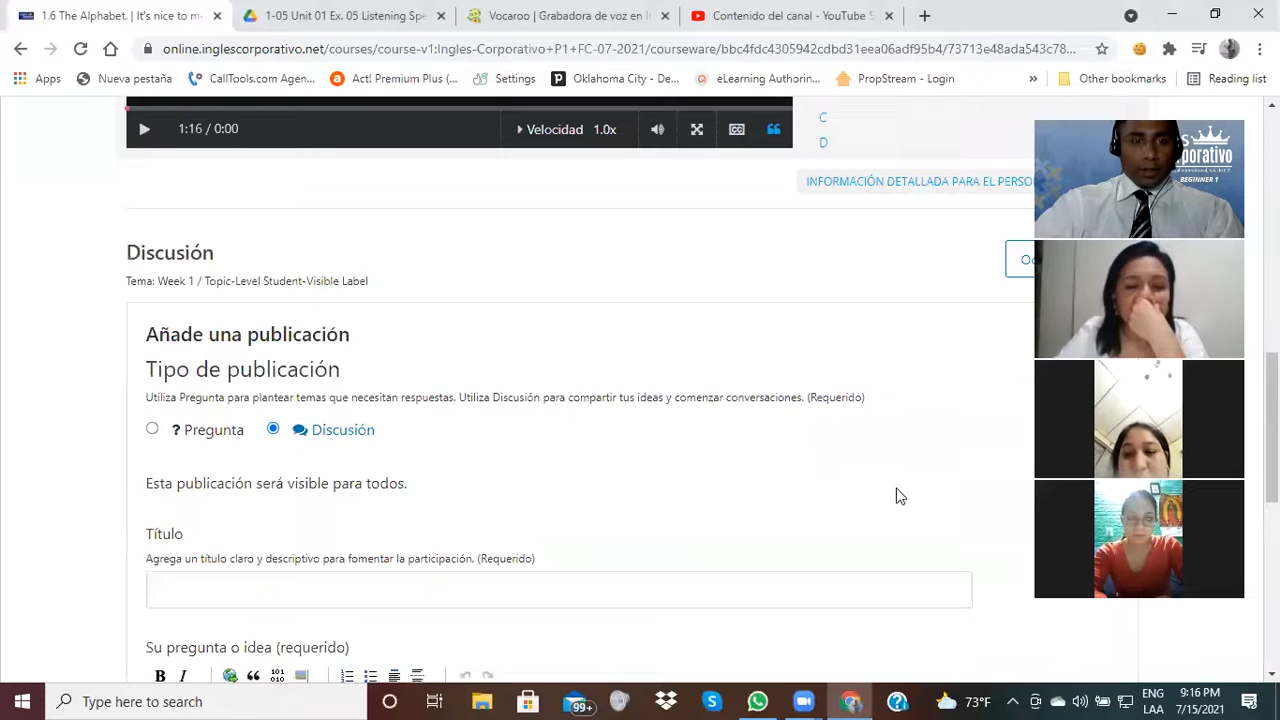 1.6 The Alphabet. | It's nice to m
1-05 Unit 01 Ex. 05 Listening Spe
Vocaroo | Grabadora de voz en l
Contenido del canal - YouTube S
online.inglescorporativo.net/courses/course-v1:Ingles-Corporativo+P1+FC-07-2021/courseware/bbc4fdc4305942cdbd31eea06adf95b4/73713e48ada543c78...
Apps
Nueva pestaña
CallTools.com Agen...
Acti Premium Plus (...
Settings
Oklahoma City - De...
eLearning Authorin...
PropStream - Login
»
Other bookmarks
Reading list
1:16 / 0:00
Velocidad 1.0x
C
D
INFORMACIÓN DETALLADA PARA EL PERSO
rporativo
BEGINNER 1
Discusión
Tema: Week 1 / Topic-Level Student-Visible Label
Añade una publicación
Tipo de publicación
Utiliza Pregunta para plantear temas que necesitan respuestas. Utiliza Discusión para compartir tus ideas y comenzar conversaciones. (Requerido)
? Pregunta
Discusión
Esta publicación será visible para todos.
Título
Agrega un título claro y descriptivo para fomentar la participación. (Requerido)
Su pregunta o idea (requerido)
B I
Type here to search
99+
73°F
ENG
LAA
9:16 PM
7/15/2021